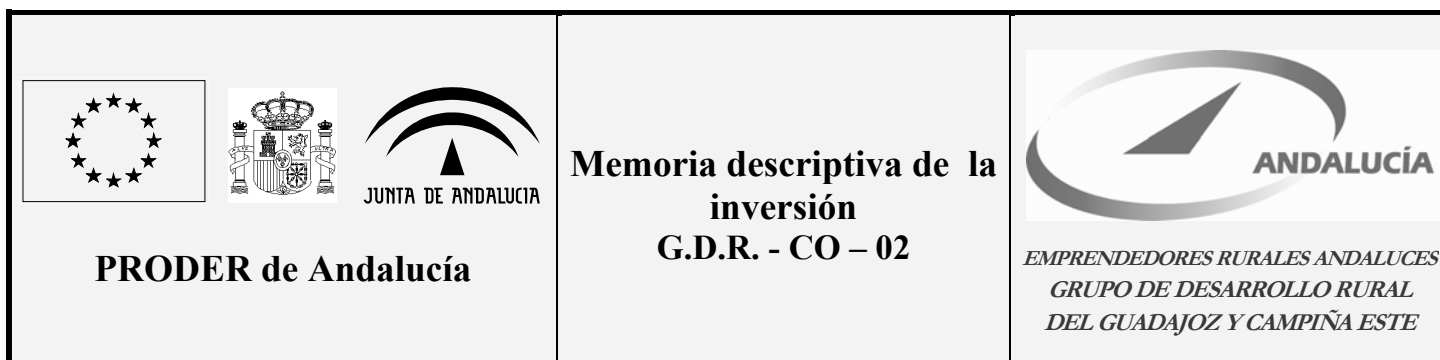 JUNTA DE ANDALUCIA
PRODER de Andalucía
Memoria descriptiva de la
inversión
G.D.R. - CO – 02
ANDALUCÍA
EMPRENDEDORES RURALES ANDALUCES
GRUPO DE DESARROLLO RURAL
DEL GUADAJOZ Y CAMPIÑA ESTE